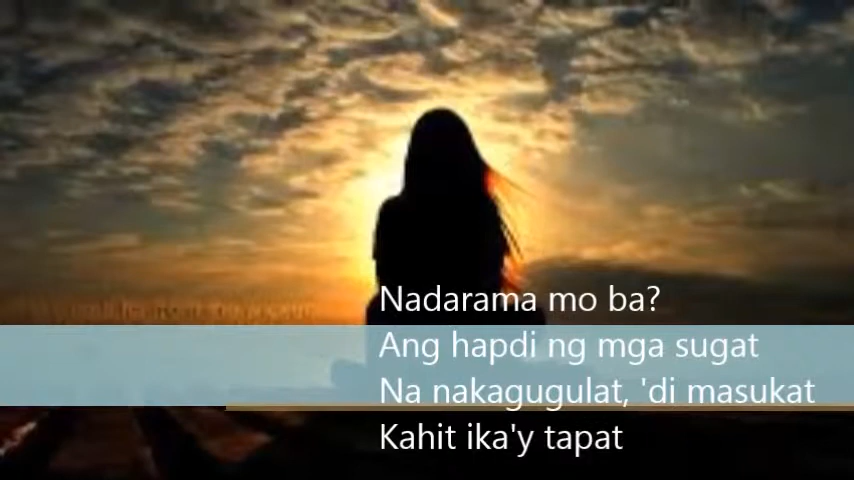 Nadarama mo ba?
Ang hapdi ng mga sugat
Na nakagugulat, 'di masukat
Kahit ika'y tapat